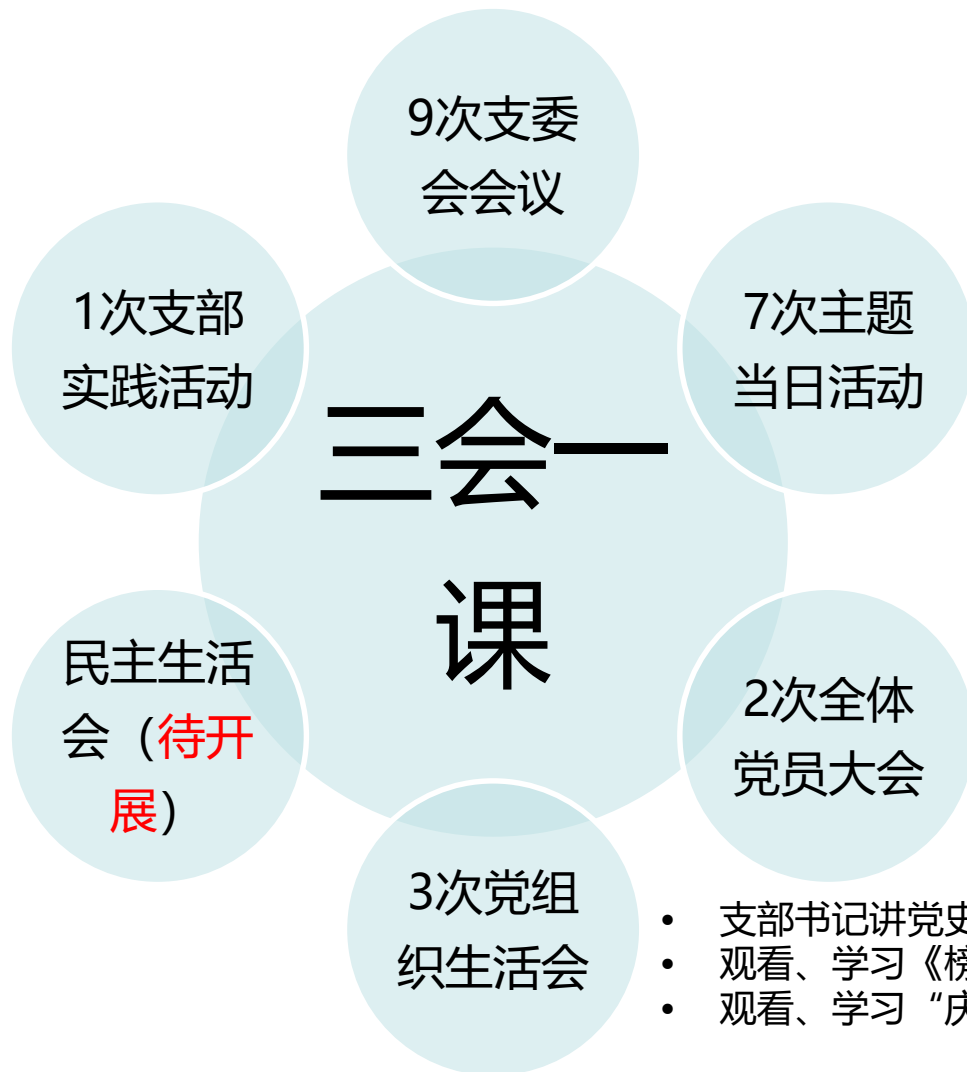 9次支委
会会议
1次支部
实践活动
7次主题
当日活动
三会一
课
民主生活
会（待开
展）
2次全体
党员大会
3次党组
织生活会
• 支部书记讲党史
• 观看、学习《榜
• 观看、学习“庆